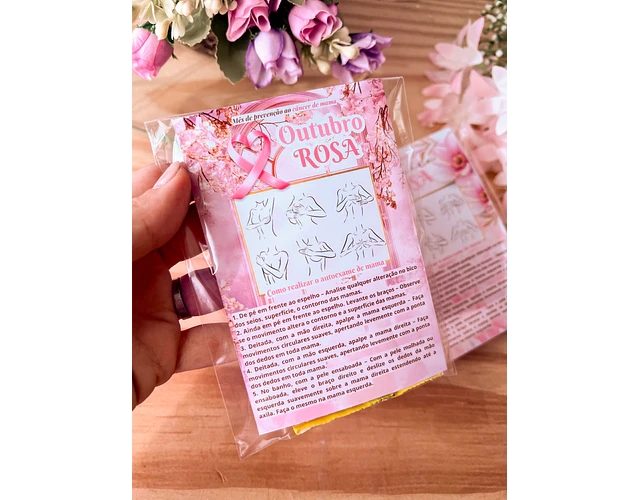 Mês de prevenção ao câncer de mama
Outubro
ROSA
Como realizar o autoexame de mama
1. De pé em frente ao espelho – Analise qualquer alteração no bico
dos seios, superfície, o contorno das mamas.
2. Ainda em pé em frente ao espelho. Levante os braços – Observe
se o movimento altera o contorno e a superfície das mamas.
3. Deitada, com a mão direita, apalpe a mama esquerda – Faça
movimentos circulares suaves, apertando levemente com a ponta
dos dedos em toda mama.
4. Deitada, com a mão esquerda, apalpe a mama direita – Faça
movimentos circulares suaves, apertando levemente com a ponta
dos dedos em toda mama.
5. No banho, com a pele ensaboada – Com a pele molhada ou
ensaboada, eleve o braço direito e deslize os dedos da mão
esquerda suavemente sobre a mama direita estendendo até a
axila. Faça o mesmo na mama esquerda.